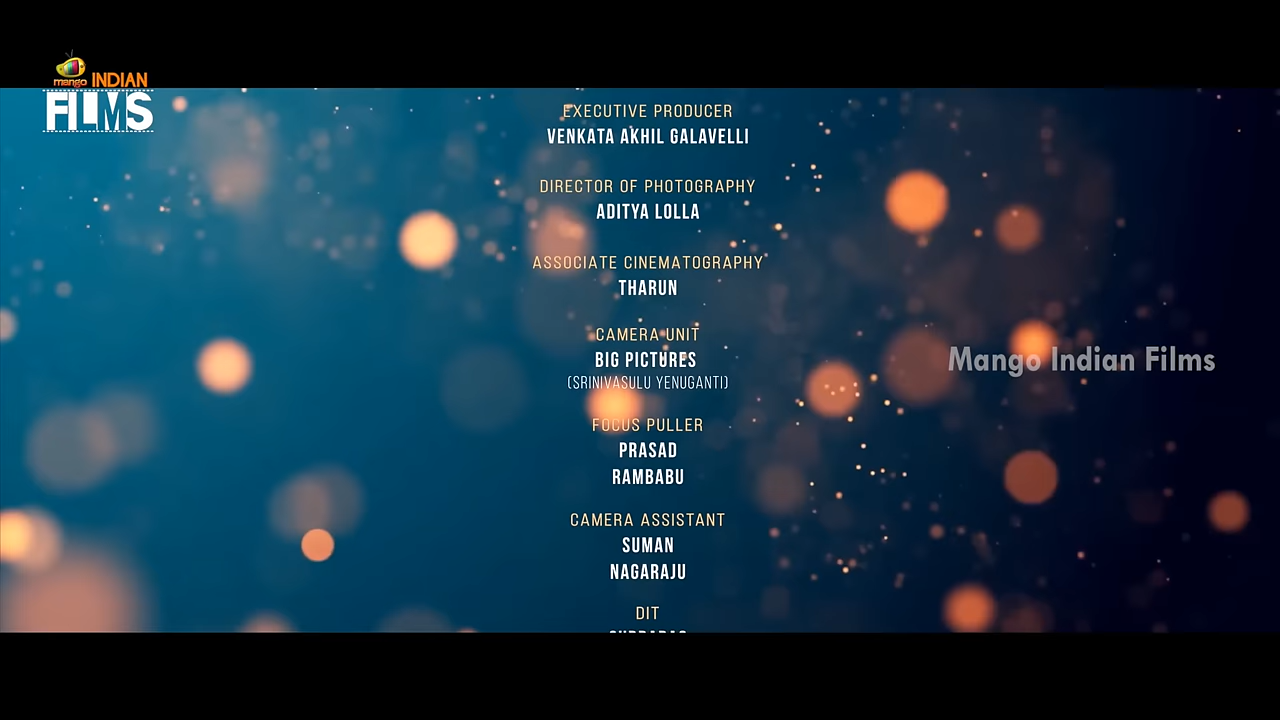 mango INDIAN
FILMS
EXECUTIVE PRODUCER
VENKATA AKHIL GALAVELLI
DIRECTOR OF PHOTOGRAPHY
ADITYA LOLLA
ASSOCIATE CINEMATOGRAPHY
THARUN
CAMERA UNIT
BIG PICTURES
(SRINIVASULU YENUGANTI)
Mango Indian Films
FOCUS PULLER
PRASAD
RAMBABU
CAMERA ASSISTANT
SUMAN
NAGARAJU
DIT